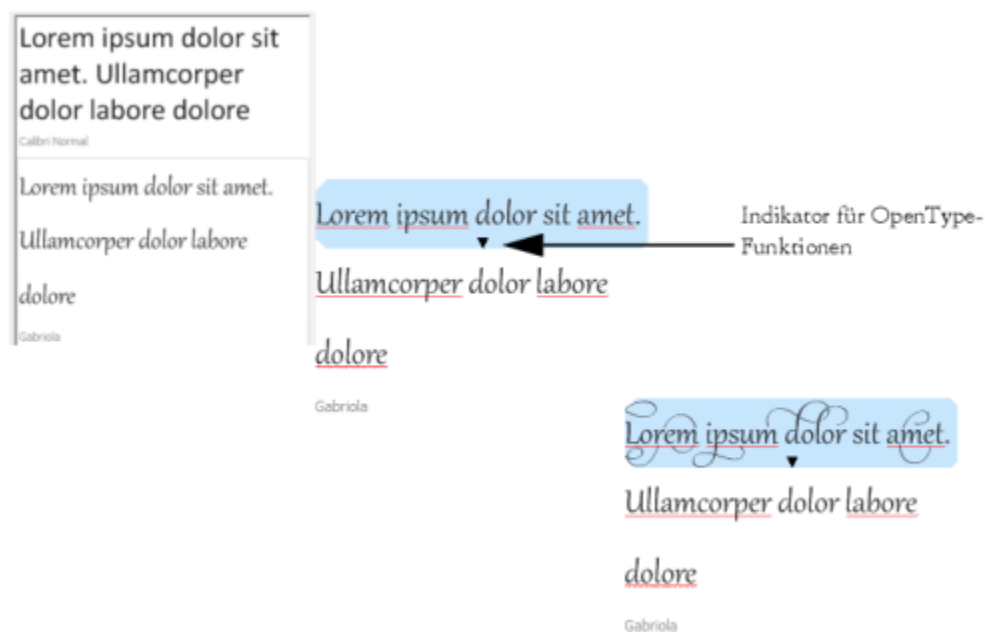 Lorem ipsum dolor sit
amet. Ullamcorper
dolor labore dolore
Calibri Normal
Lorem ipsum dolor sit amet.
Ullamcorper dolor labore
dolore
Gabriola
Lorem ipsum dolor sit amet.
Ullamcorper dolor labore
dolore
Gabriola
Indikator für OpenType-
Funktionen
Lorem ipsum dolor sit amet.
Ullamcorper dolor labore
dolore
Gabriola